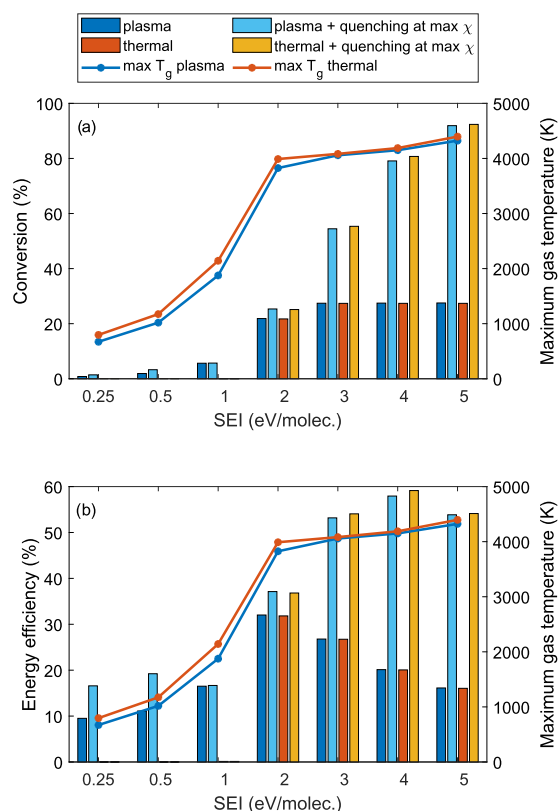 plasma
plasma + quenching at max χ
thermal
thermal + quenching at max χ
max Tg plasma
max Tg thermal
(a)
100
80
60
40
20
0
Conversion (%)
5000
4000
3000
2000
1000
0
Maximum gas temperature (K)
0.25 0.5 1 2 3 4 5
SEI (eV/molec.)
(b)
60
50
40
30
20
10
0
Energy efficiency (%)
5000
4000
3000
2000
1000
0
Maximum gas temperature (K)
0.25 0.5 1 2 3 4 5
SEI (eV/molec.)